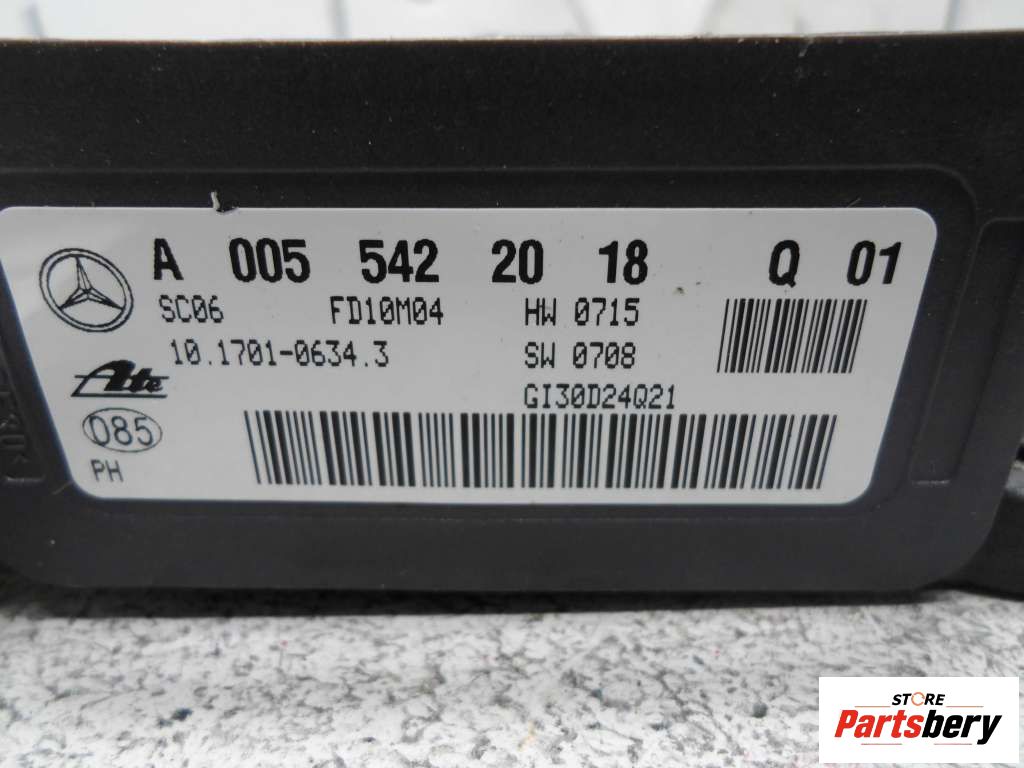 A 005 542 20 18 Q 01
SC06 FD10M04 HW 0715
10.1701-0634.3 SW 0708
Ate GI30D24Q21
085
PH
STORE
Partsbery